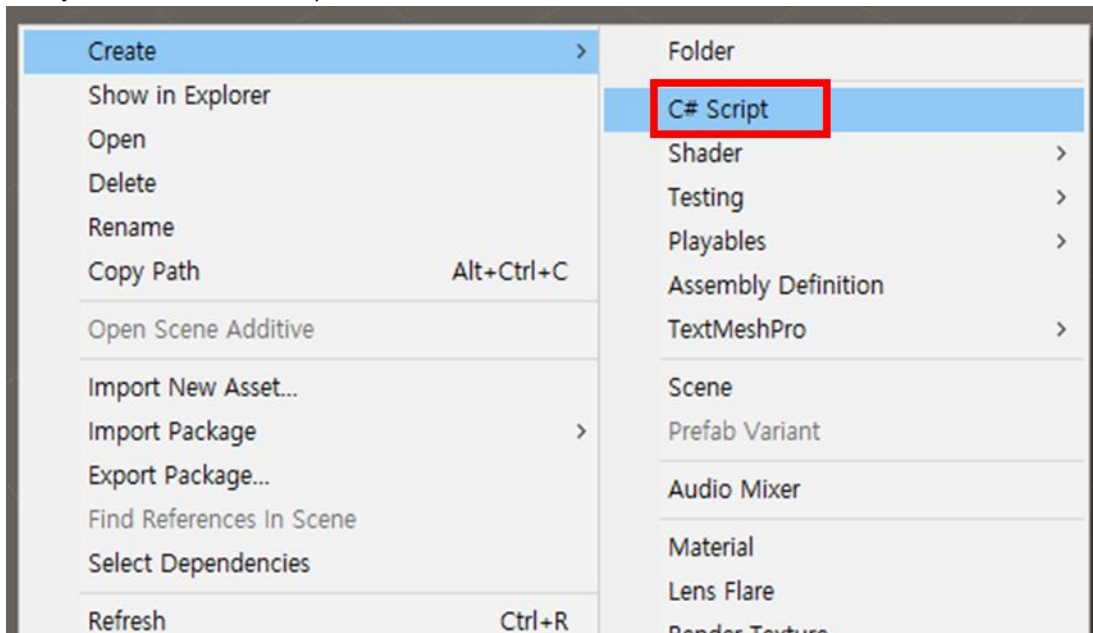 Create
Show in Explorer
Open
Delete
Rename
Copy Path Alt+Ctrl+C
Open Scene Additive
Import New Asset...
Import Package
Export Package...
Find References In Scene
Select Dependencies
Refresh Ctrl+R
Folder
C# Script
Shader
Testing
Playables
Assembly Definition
TextMeshPro
Scene
Prefab Variant
Audio Mixer
Material
Lens Flare
Render Texture